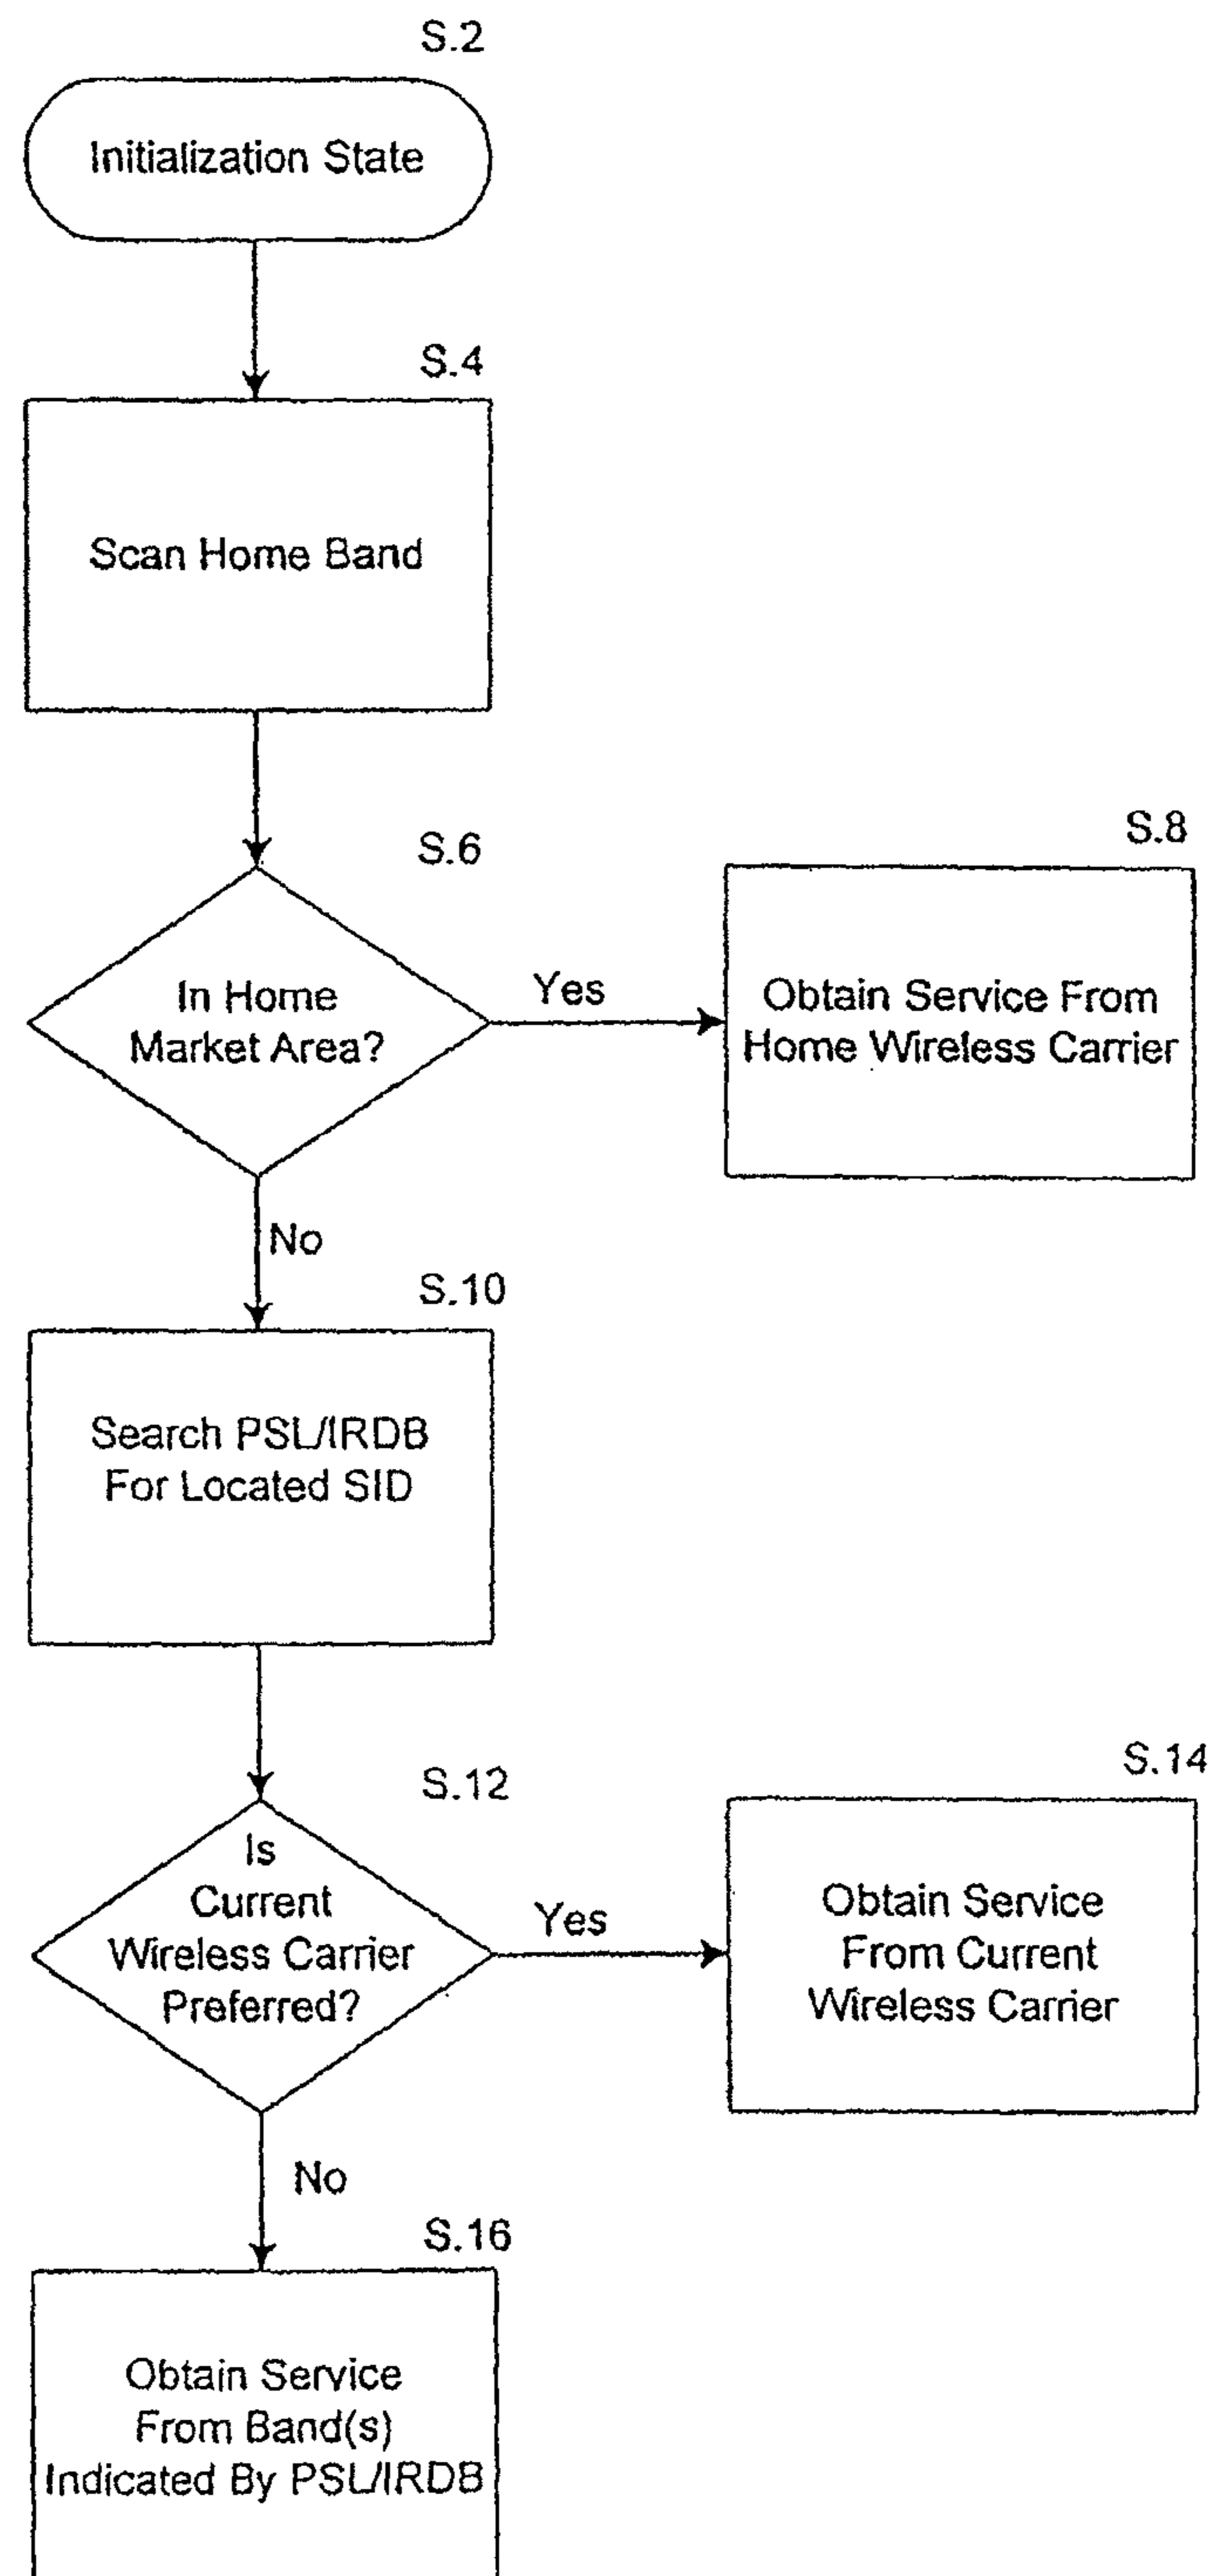 S.2
Initialization State
S.4
Scan Home Band
S.6
In Home
Market Area?
Yes
S.8
Obtain Service From
Home Wireless Carrier
No
S.10
Search PSL/IRDB
For Located SID
S.12
Is
Current
Wireless Carrier
Preferred?
Yes
S.14
Obtain Service
From Current
Wireless Carrier
No
S.16
Obtain Service
From Band(s)
Indicated By PSL/IRDB